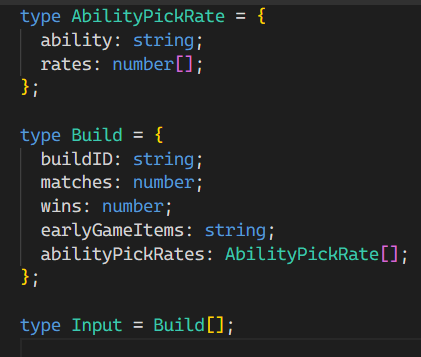 type AbilityPickRate = {
  ability: string;
  rates: number[];
};
type Build = {
  buildID: string;
  matches: number;
  wins: number;
  earlyGameItems: string;
  abilityPickRates: AbilityPickRate[];
};
type Input = Build[];